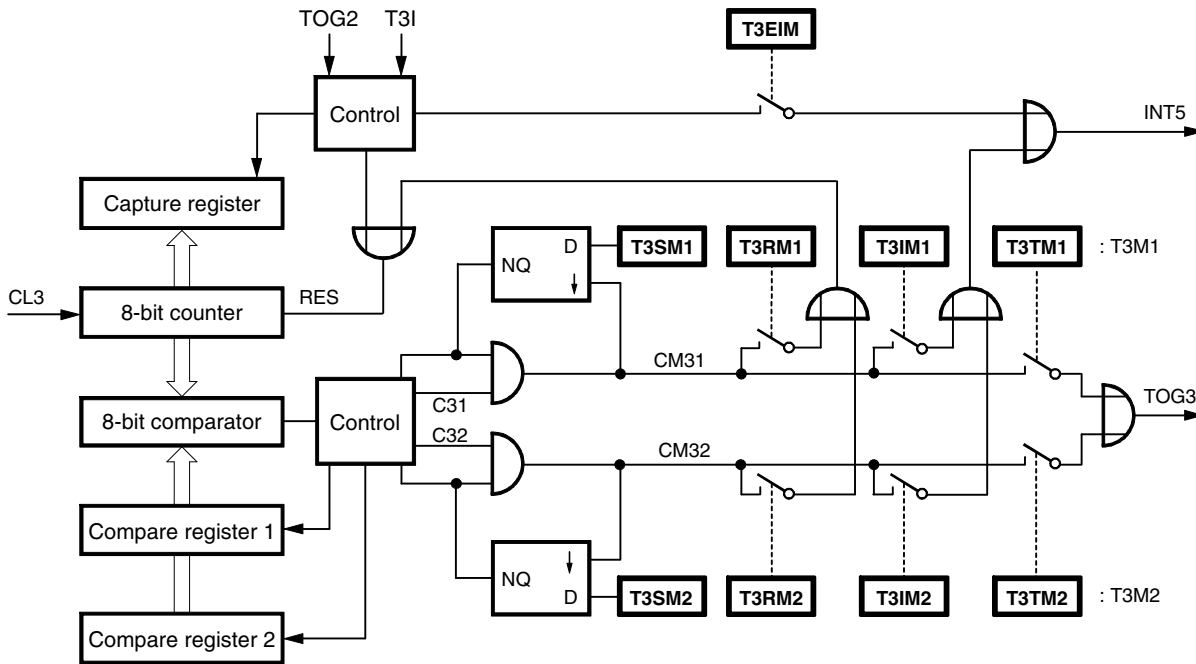 TOG2 T3I
T3EIM
Control
INT5
Capture register
D T3SM1 T3RM1 T3IM1 T3TM1 : T3M1
NQ
CL3 8-bit counter RES
CM31
C31
8-bit comparator Control TOG3
C32
CM32
Compare register 1
NQ
D T3SM2 T3RM2 T3IM2 T3TM2 : T3M2
Compare register 2